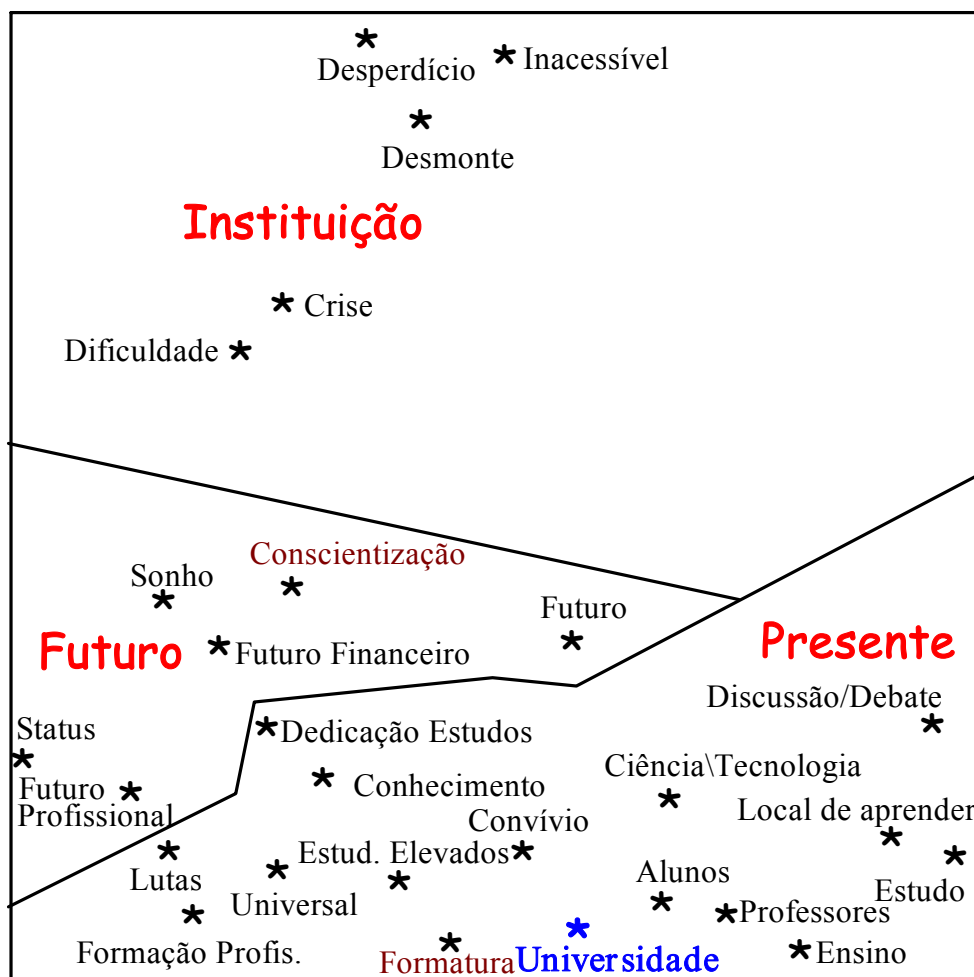 Desperdício
Inacessível
Desmonte
Instituição
Crise
Dificuldade
Conscientização
Sonho
Futuro
Futuro
Futuro Financeiro
Presente
Discussão/Debate
Status
Dedicação Estudos
Ciência\Tecnologia
Futuro
Profissional
Conhecimento
Local de aprender
Convívio
Estud. Elevados
Lutas
Alunos
Estudo
Universal
Professores
Formação Profis.
Formatura
Universidade
Ensino